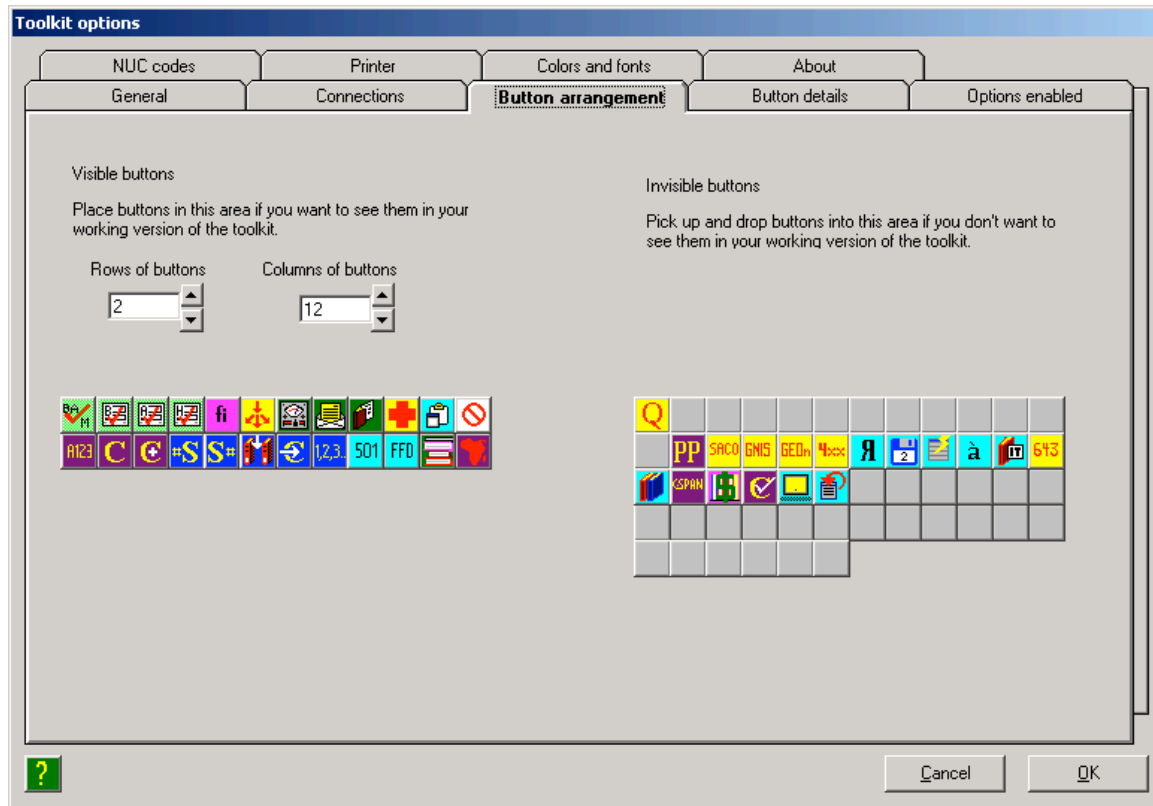 Toolkit options
NUC codes Printer Colors and fonts About
General Connections Button arrangement Button details Options enabled
Visible buttons
Place buttons in this area if you want to see them in your
working version of the toolkit.
Rows of buttons Columns of buttons
2 12
Invisible buttons
Pick up and drop buttons into this area if you don't want to
see them in your working version of the toolkit.
BAM fi
A123 C C #S S# 1,2,3.. 501 FFD
Q
PP SACO GNIS GEOn 4xx Я 2 à IT 643
CSPAN
? Cancel OK